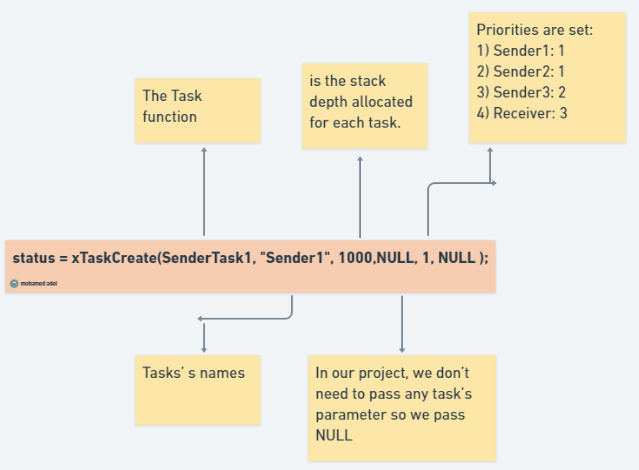 Priorities are set:
1) Sender1: 1
2) Sender2: 1
3) Sender3: 2
4) Receiver: 3
is the stack
depth allocated
for each task.
The Task
function
status = xTaskCreate(SenderTask1, "Sender1", 1000,NULL, 1, NULL );
mohamed adel
Tasks' s names
In our project, we don't
need to pass any task's
parameter so we pass
NULL